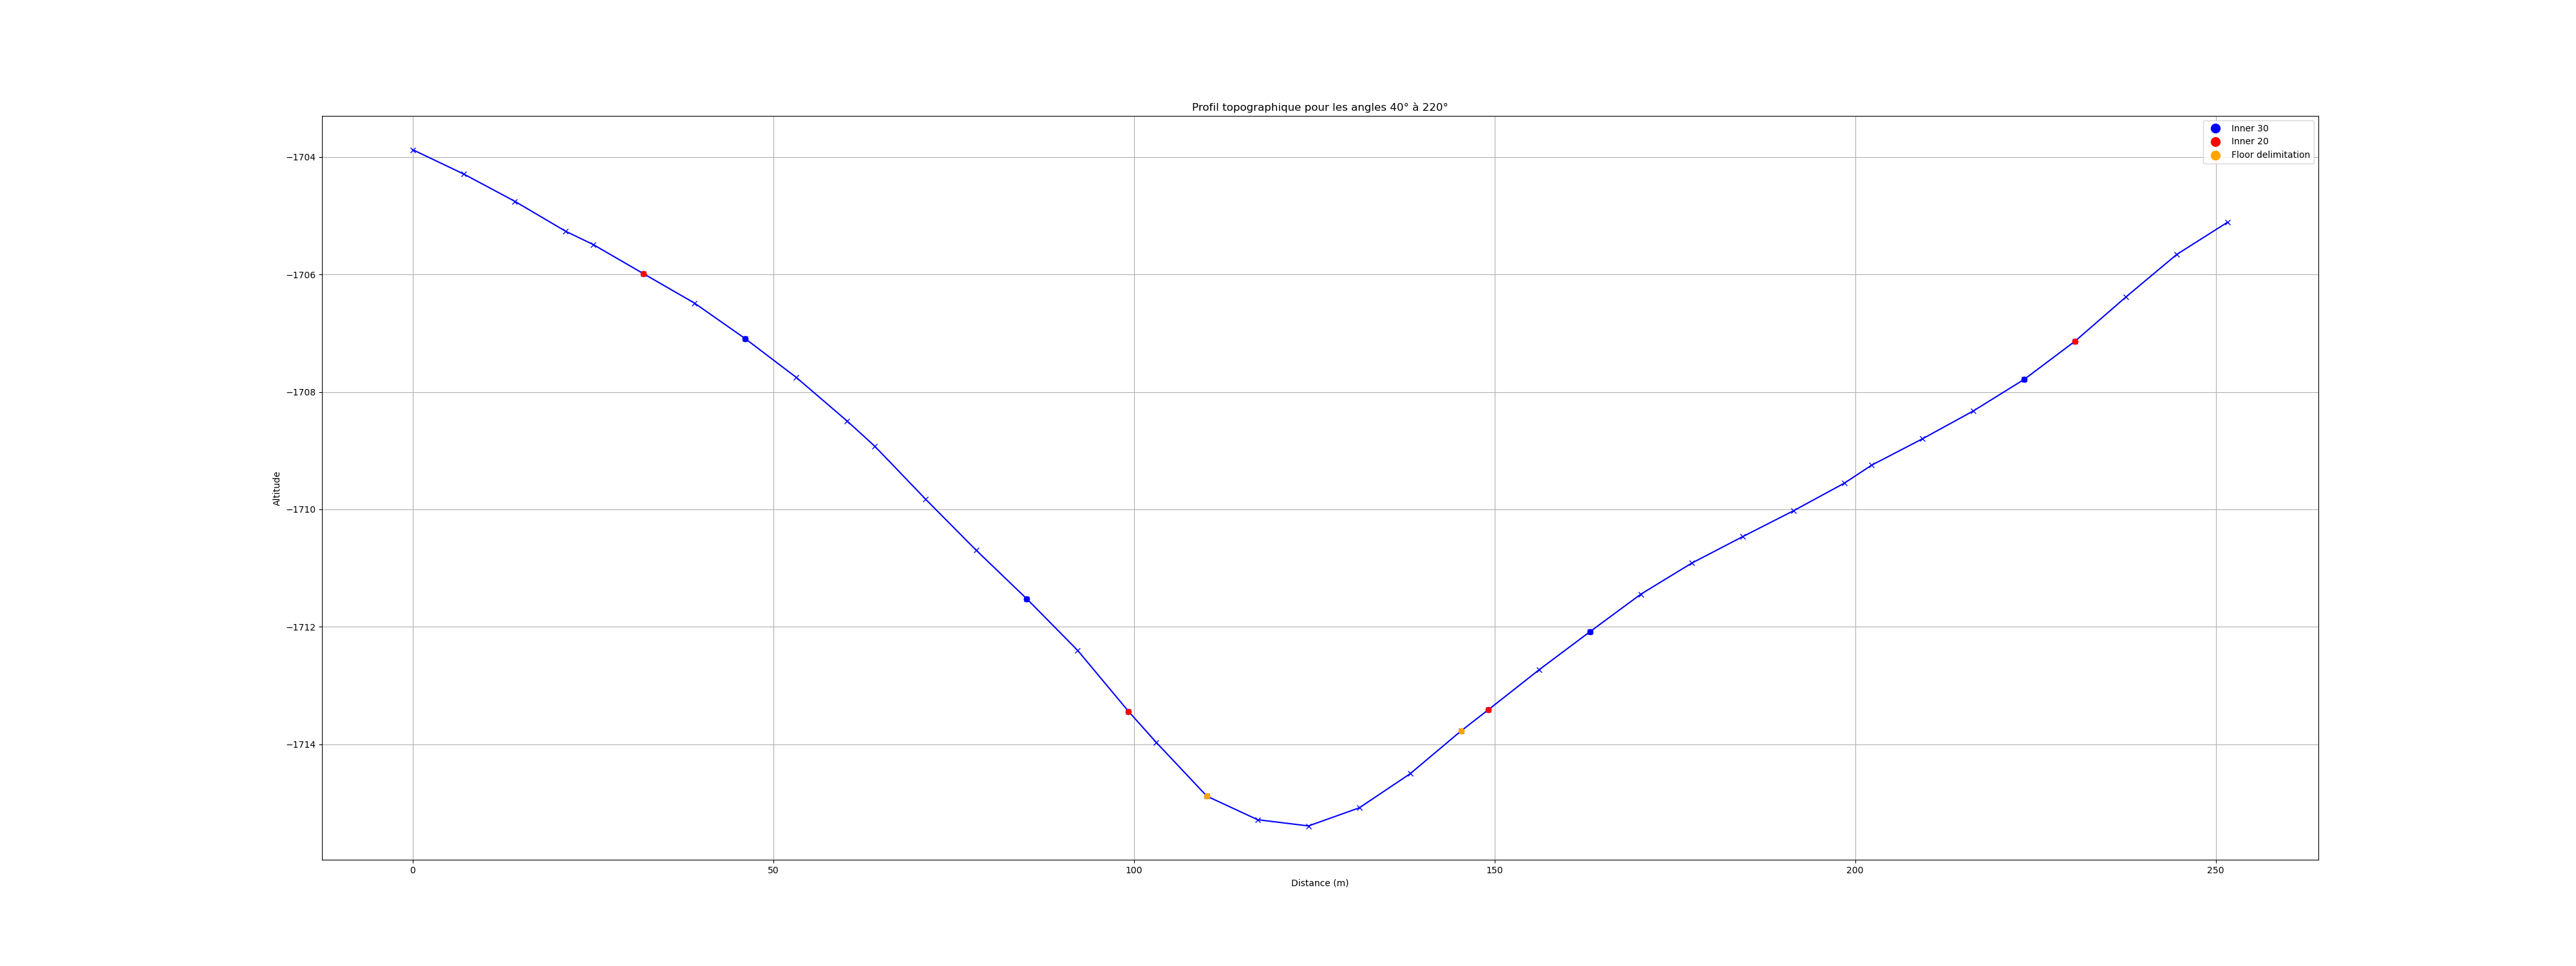 Profil topographique pour les angles 40° à 220°
Inner 30
Inner 20
Floor delimitation
−1704
−1706
−1708
−1710
−1712
−1714
Altitude
0
50
100
150
200
250
Distance (m)